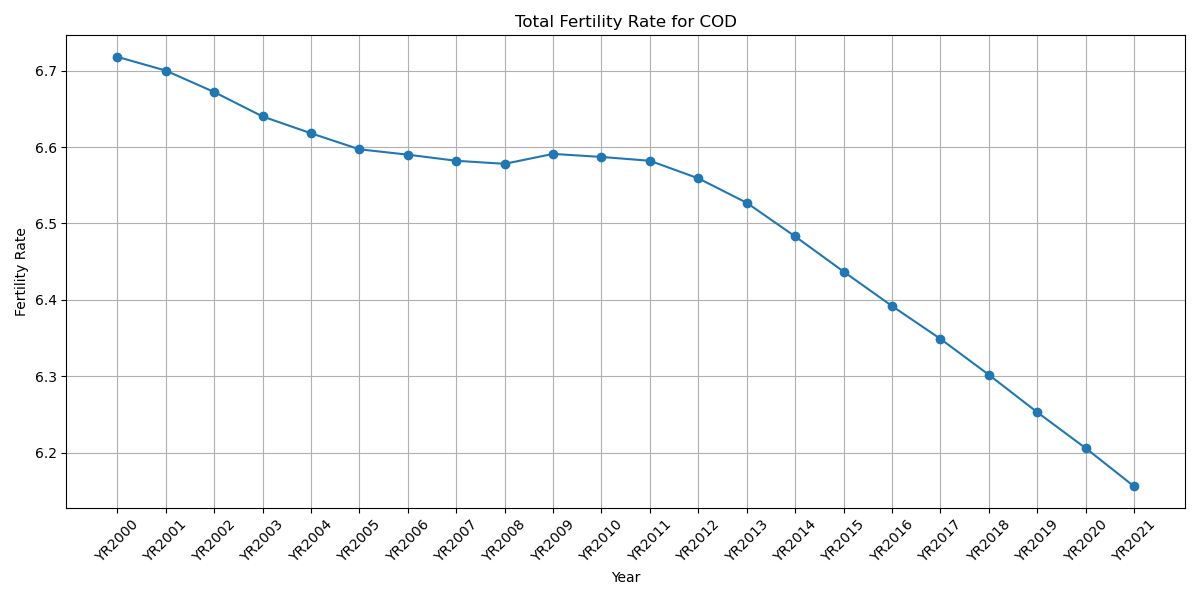 Total Fertility Rate for COD
Fertility Rate
6.7
6.6
6.5
6.4
6.3
6.2
YR2000
YR2001
YR2002
YR2003
YR2004
YR2005
YR2006
YR2007
YR2008
YR2009
YR2010
YR2011
YR2012
YR2013
YR2014
YR2015
YR2016
YR2017
YR2018
YR2019
YR2020
YR2021
Year